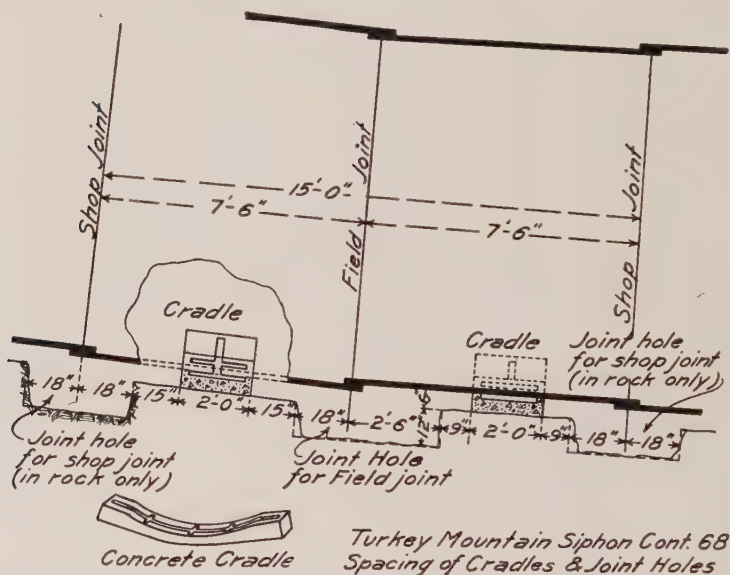 Shop Joint
Field Joint
Shop Joint
15'-0"
7'-6"
7'-6"
Cradle
Cradle
Joint hole
for shop joint
(in rock only)
18"
18"
15"
2'-0"
15"
18"
2'-6"
6"
12"
9"
2'-0"
9"
18"
18"
Joint hole
for shop joint
(in rock only)
Joint Hole
for Field joint
Concrete Cradle
Turkey Mountain Siphon Cont. 68
Spacing of Cradles & Joint Holes